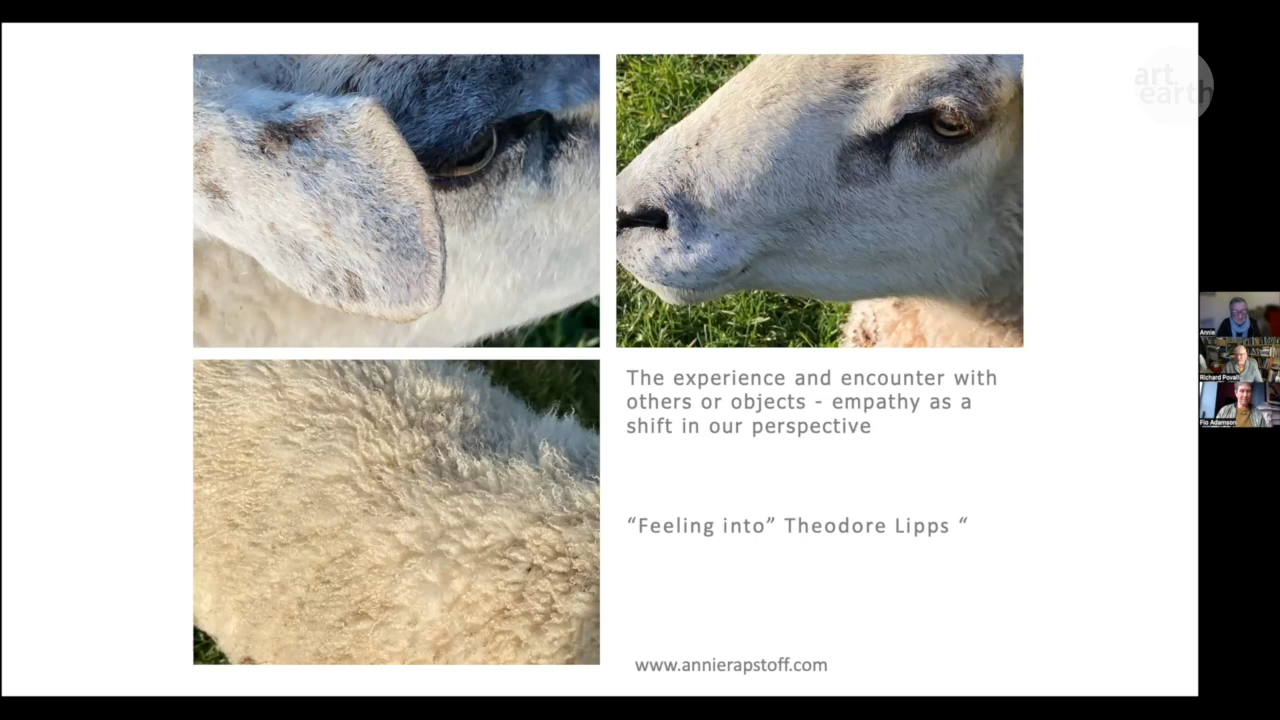 art
earth
The experience and encounter with
others or objects - empathy as a
shift in our perspective
“Feeling into” Theodore Lipps “
www.annierapstoff.com
Annie
Richard Povall
Fio Adamson